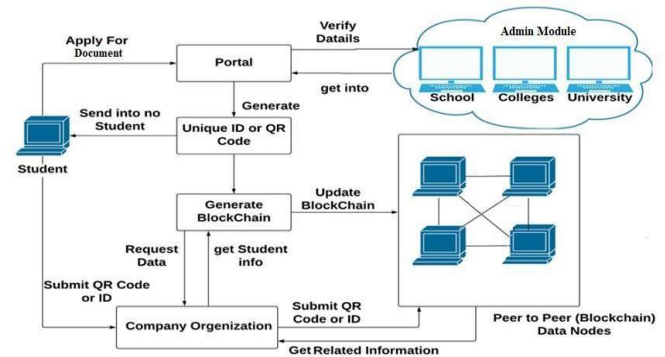 Verify
Datails
Apply For
Document
Portal
Admin Module
get into
School
Colleges
University
Generate
Send into no
Student
Unique ID or QR
Code
Student
Generate
BlockChain
Update
BlockChain
Request
Data
get Student
info
Submit QR Code
or ID
Company Orgenization
Submit QR
Code or ID
Peer to Peer (Blockchain)
Data Nodes
Get Related Information